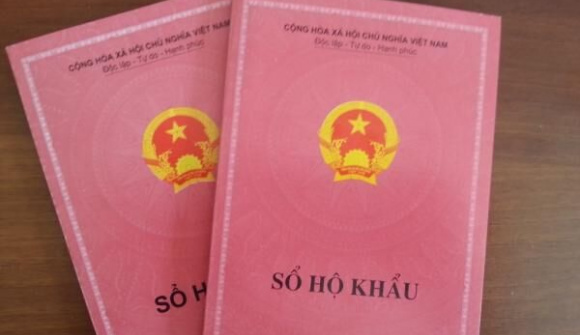 CỘNG HÒA XÃ HỘI CHỦ NGHĨA VIỆT NAM
Độc lập - Tự do - Hạnh phúc
SỔ H
CỘNG HÒA XÃ HỘI CHỦ NGHĨA VIỆT NAM
Độc lập - Tự do - Hạnh phúc
SỔ HỘ KHẨU